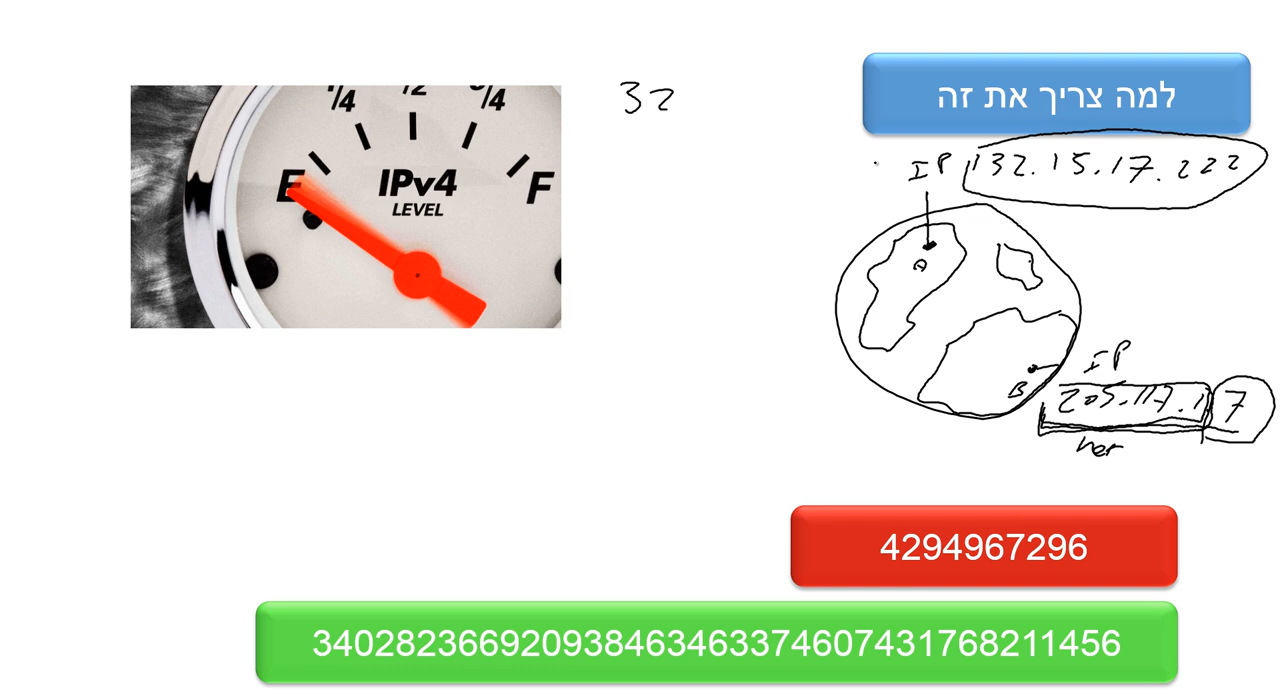 למה צריך את זה
32
1/4 1/2 3/4
E IPv4 F
LEVEL
IP 132.15.17.222
D
IP
B 205.117.1 7
net
4294967296
340282366920938463463374607431768211456